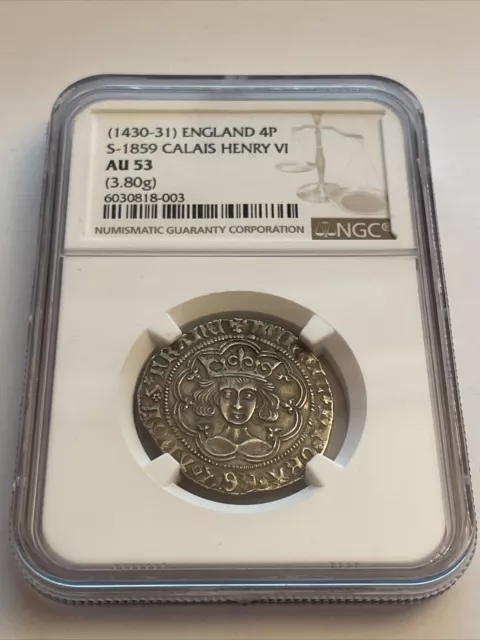 (1430-31) ENGLAND 4P
S-1859 CALAIS HENRY VI
AU 53
(3.80g)
6030818-003
NUMISMATIC GUARANTY CORPORATION
NGC®